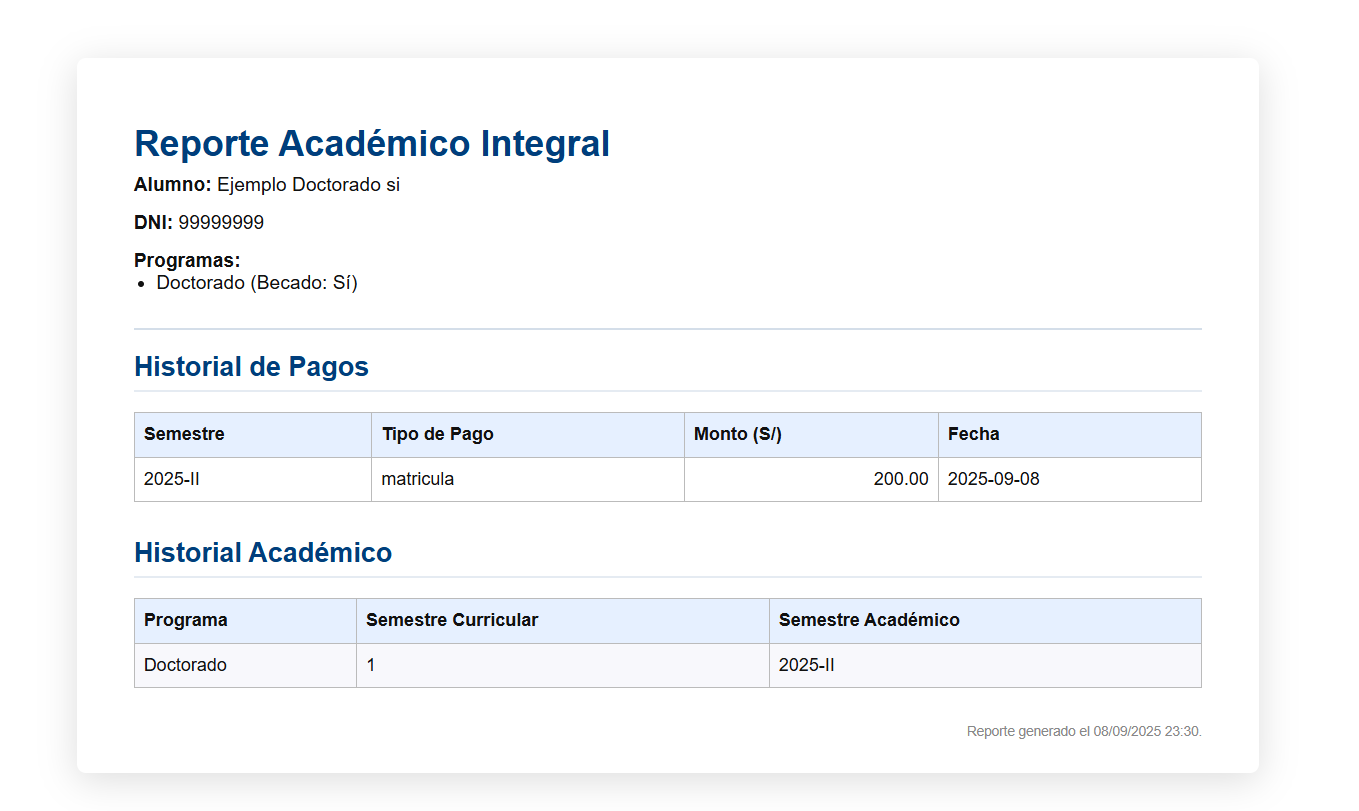 Reporte Académico Integral
Alumno: Ejemplo Doctorado si
DNI: 99999999
Programas:
• Doctorado (Becado: Sí)
Historial de Pagos
Semestre Tipo de Pago Monto (S/) Fecha
2025-II matricula 200.00 2025-09-08
Historial Académico
Programa Semestre Curricular Semestre Académico
Doctorado 1 2025-II
Reporte generado el 08/09/2025 23:30.